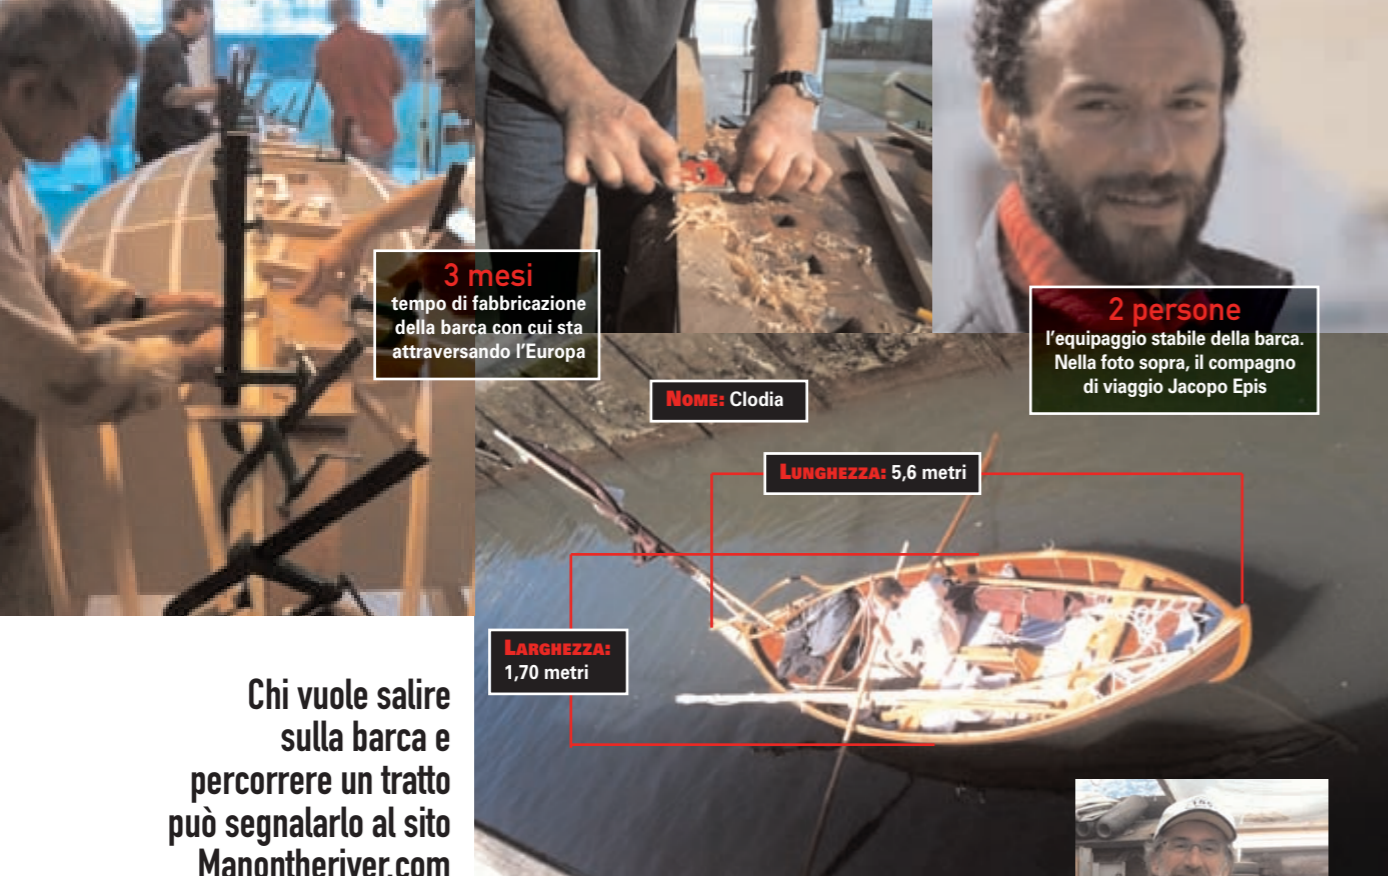 3 mesi
tempo di fabbricazione
della barca con cui sta
attraversando l'Europa
2 persone
l'equipaggio stabile della barca.
Nella foto sopra, il compagno
di viaggio Jacopo Epis
NOME: Clodia
LUNGHEZZA: 5,6 metri
LARGHEZZA:
1,70 metri
Chi vuole salire
sulla barca e
percorrere un tratto
può segnalarlo al sito
Manontheriver.com